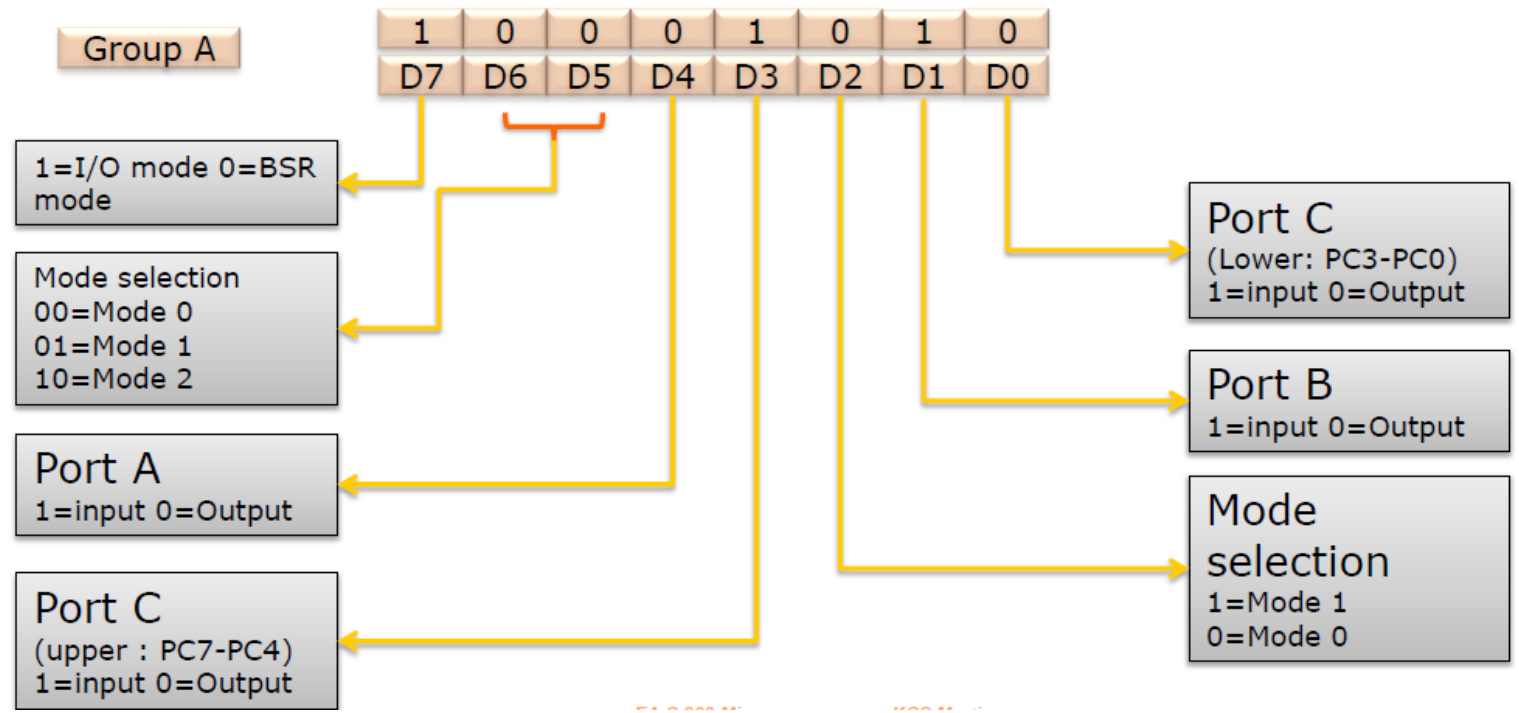 Group A
1 0 0 0 1 0 1 0
D7 D6 D5 D4 D3 D2 D1 D0
1=I/O mode 0=BSR
mode
Mode selection
00=Mode 0
01=Mode 1
10=Mode 2
Port A
1=input 0=Output
Port C
(upper : PC7-PC4)
1=input 0=Output
Port C
(Lower: PC3-PC0)
1=input 0=Output
Port B
1=input 0=Output
Mode
selection
1=Mode 1
0=Mode 0